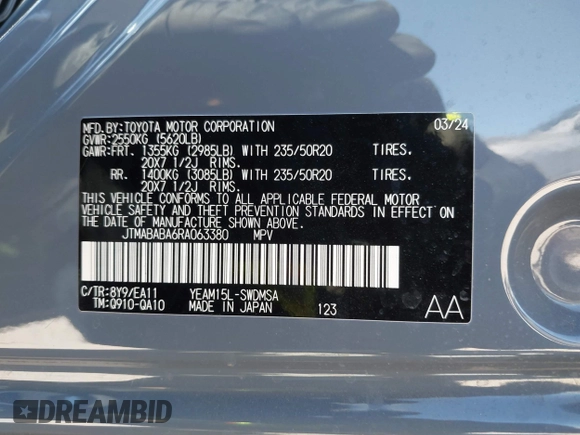 MFD.BY:TOYOTA MOTOR CORPORATION 03/24
GVWR:2550KG (5620LB)
GAWR:FRT. 1355KG (2985LB) WITH 235/50R20 TIRES.
20X7 1/2J RIMS.
RR. 1400KG (3085LB) WITH 235/50R20 TIRES.
20X7 1/2J RIMS.
THIS VEHICLE CONFORMS TO ALL APPLICABLE FEDERAL MOTOR
VEHICLE SAFETY AND THEFT PREVENTION STANDARDS IN EFFECT ON
THE DATE OF MANUFACTURE SHOWN ABOVE.
JTMABABA6RA063380 MPV
C/TR:8Y9/EA11 YEAM15L-SWDMSA
TM:Q910-QA10 MADE IN JAPAN 123 AA
DREAMBID